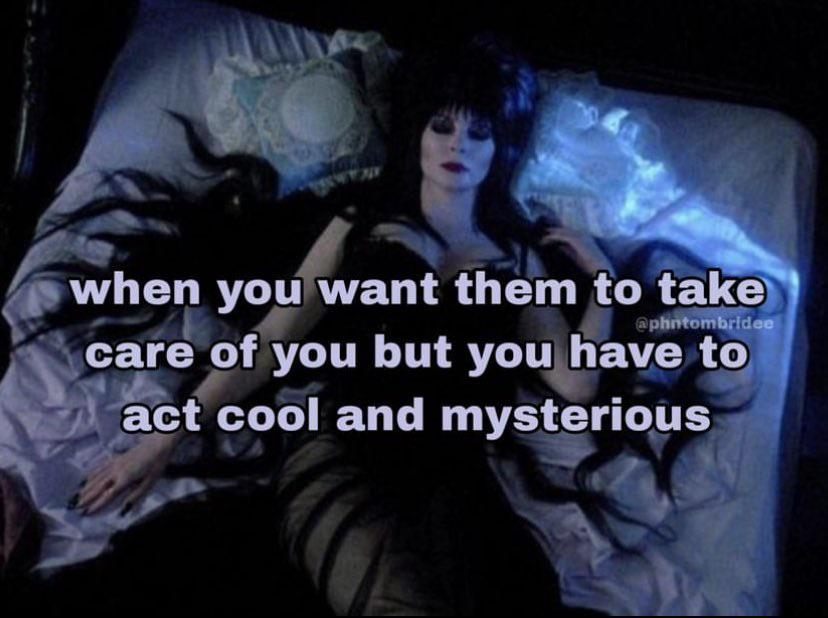 when you want them to take
@phntombridee
care of you but you have to
act cool and mysterious